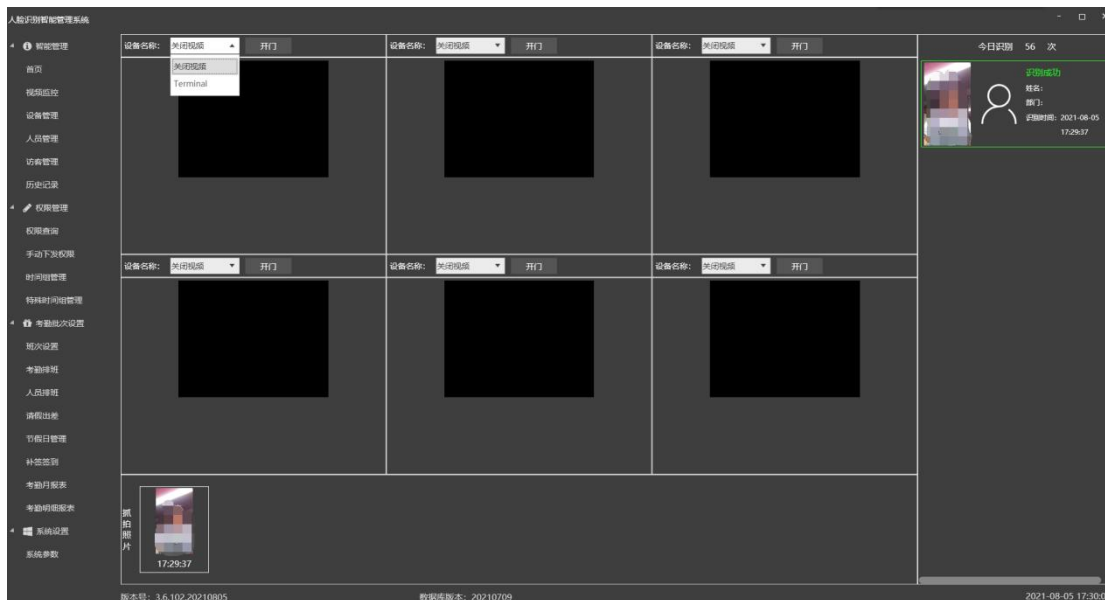 人脸识别智能管理系统
智能管理
首页
视频监控
设备管理
人员管理
访客管理
历史记录
权限管理
权限查询
手动下发权限
时间组管理
特殊时间组管理
考勤批次设置
班次设置
考勤排班
人员排班
请假出差
节假日管理
补签签到
考勤月报表
考勤明细报表
系统设置
系统参数
设备名称: 关闭视频 开门
关闭视频
Terminal
设备名称: 关闭视频 开门
设备名称: 关闭视频 开门
设备名称: 关闭视频 开门
设备名称: 关闭视频 开门
设备名称: 关闭视频 开门
抓拍照片
17:29:37
今日识别 56 次
识别成功
姓名:
部门:
识别时间: 2021-08-05
17:29:37
版本号: 3.6.102.20210805
数据库版本: 20210709
2021-08-05 17:30:0